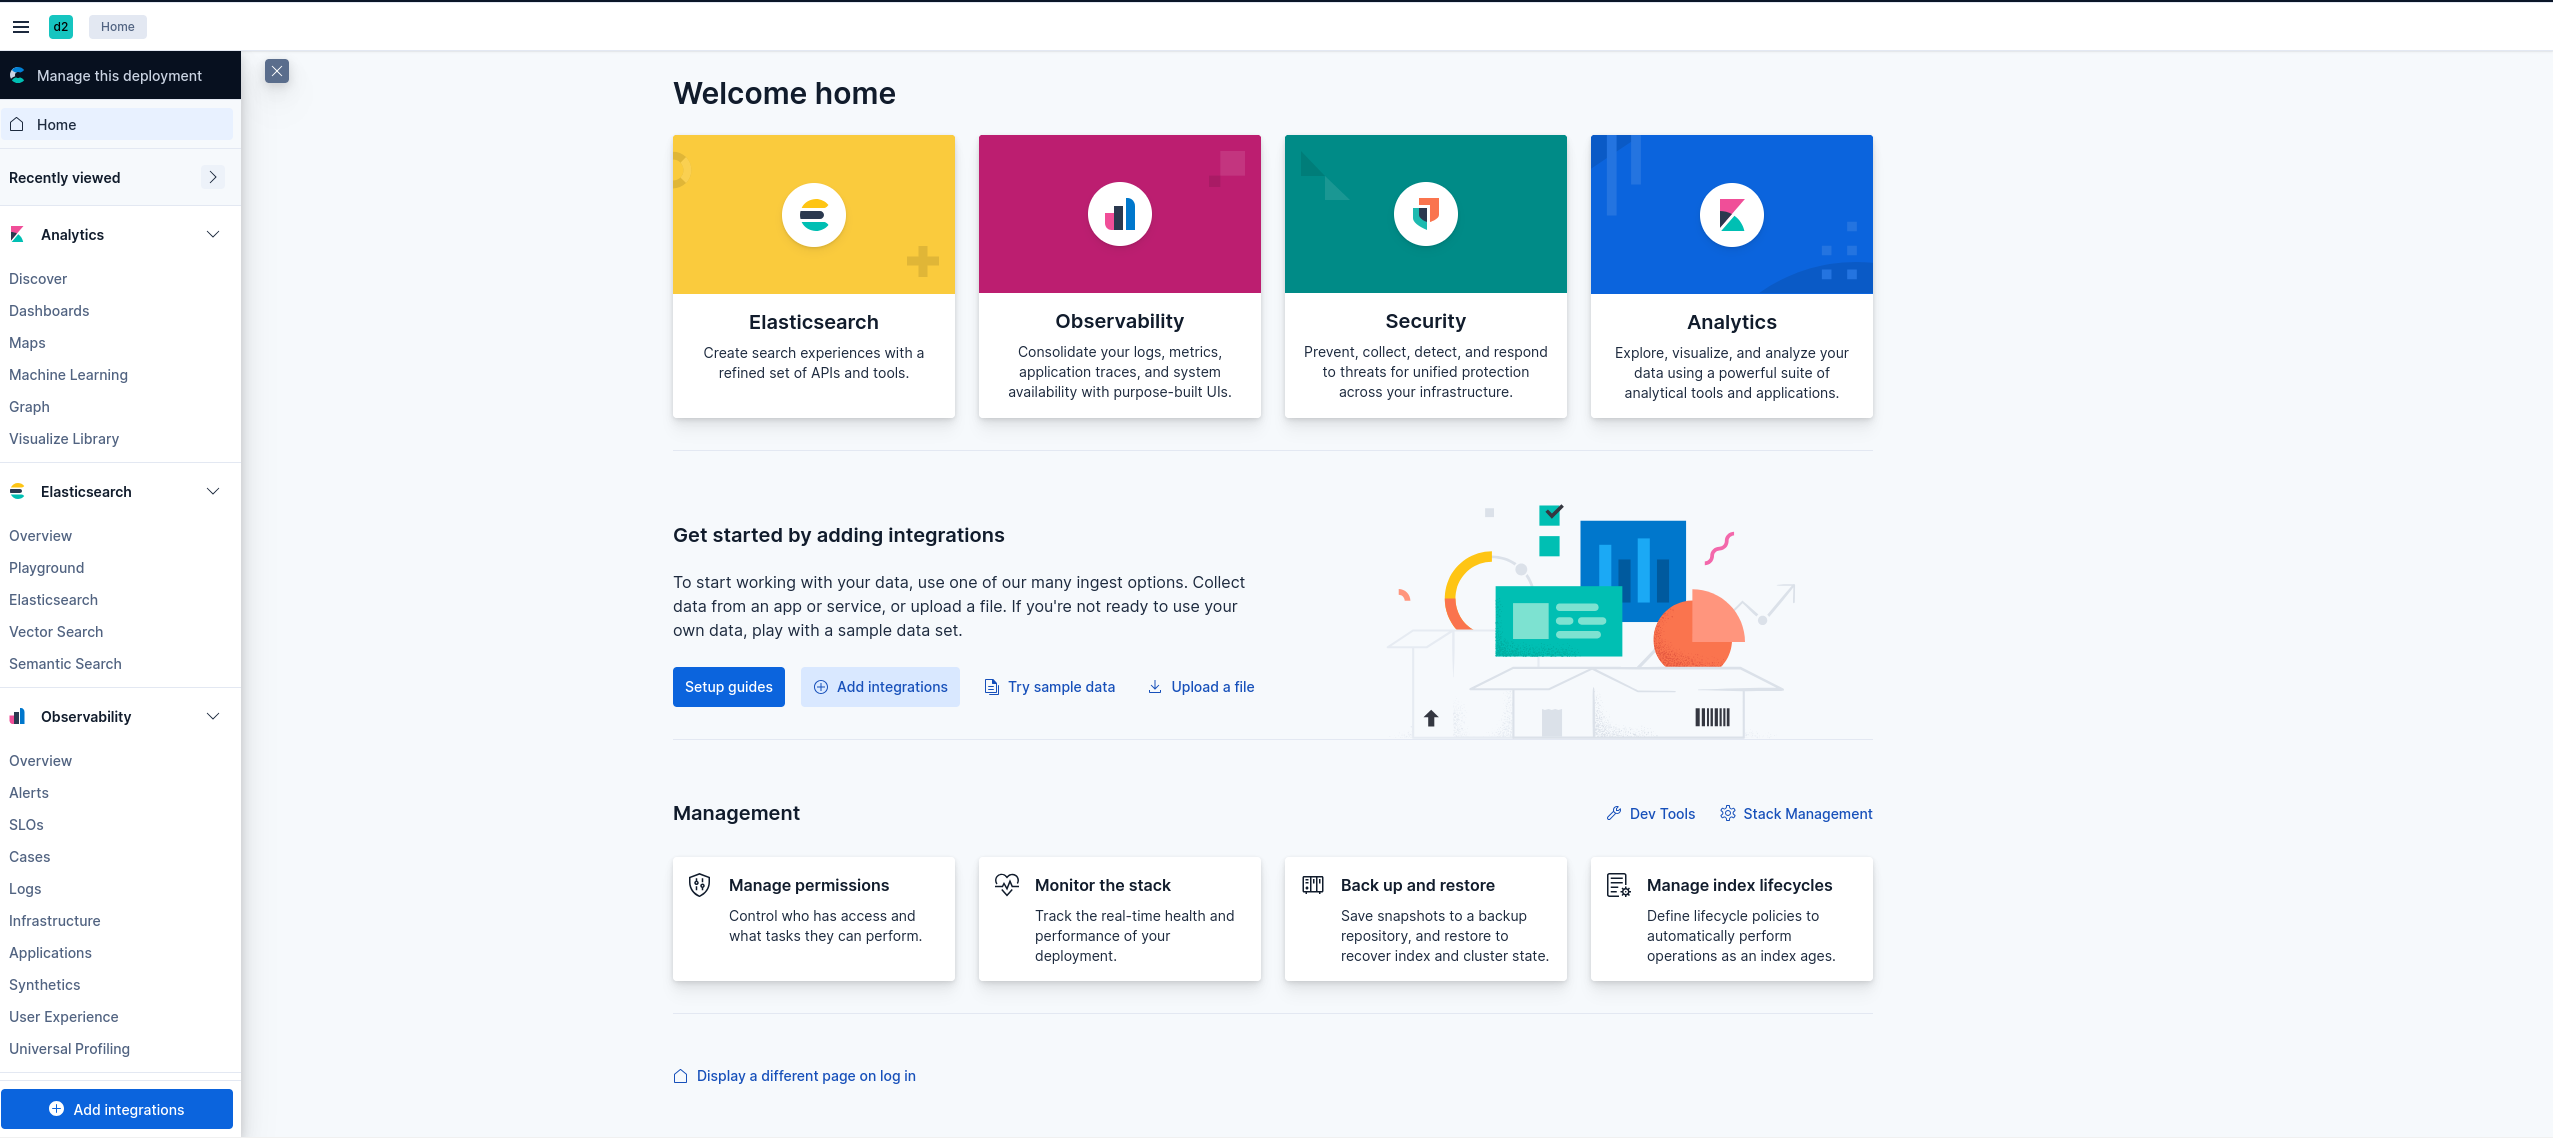 d2
Home
Manage this deployment
Home
Recently viewed
Analytics
Discover
Dashboards
Maps
Machine Learning
Graph
Visualize Library
Elasticsearch
Overview
Playground
Elasticsearch
Vector Search
Semantic Search
Observability
Overview
Alerts
SLOs
Cases
Logs
Infrastructure
Applications
Synthetics
User Experience
Universal Profiling
Add integrations
Welcome home
Elasticsearch
Create search experiences with a
refined set of APIs and tools.
Observability
Consolidate your logs, metrics,
application traces, and system
availability with purpose-built UIs.
Security
Prevent, collect, detect, and respond
to threats for unified protection
across your infrastructure.
Analytics
Explore, visualize, and analyze your
data using a powerful suite of
analytical tools and applications.
Get started by adding integrations
To start working with your data, use one of our many ingest options. Collect
data from an app or service, or upload a file. If you're not ready to use your
own data, play with a sample data set.
Setup guides
Add integrations
Try sample data
Upload a file
Management
Dev Tools
Stack Management
Manage permissions
Control who has access and
what tasks they can perform.
Monitor the stack
Track the real-time health and
performance of your
deployment.
Back up and restore
Save snapshots to a backup
repository, and restore to
recover index and cluster state.
Manage index lifecycles
Define lifecycle policies to
automatically perform
operations as an index ages.
Display a different page on log in